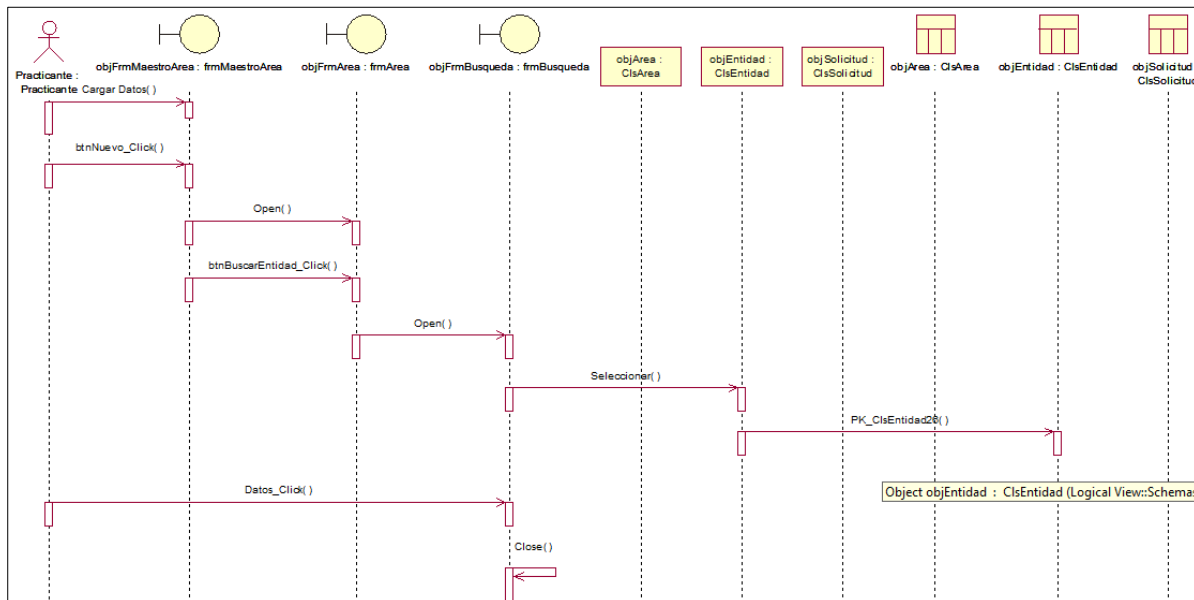 Practicante :
Practicante
objFrmMaestroArea : frmMaestroArea
objFrmArea : frmArea
objFrmBusqueda : frmBusqueda
objArea :
ClsArea
objEntidad :
ClsEntidad
objSolicitud :
ClsSolicitud
objArea : ClsArea
objEntidad : ClsEntidad
objSolicitud
ClsSolicitud
Cargar Datos( )
btnNuevo_Click( )
Open( )
btnBuscarEntidad_Click( )
Open( )
Seleccionar( )
Datos_Click( )
Object objEntidad : ClsEntidad (Logical View::Schemas
Close( )